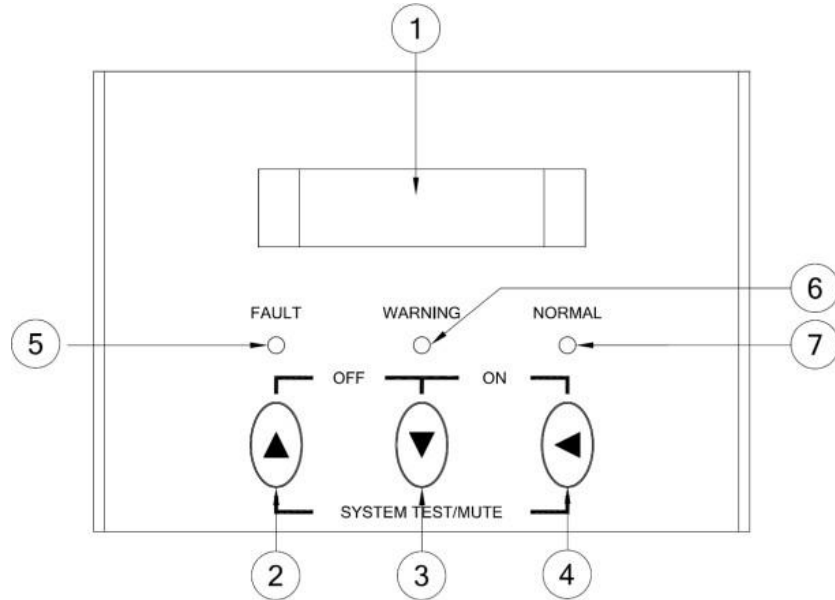 1
6
FAULT WARNING NORMAL
5
7
OFF ON
SYSTEM TEST/MUTE
2 3 4